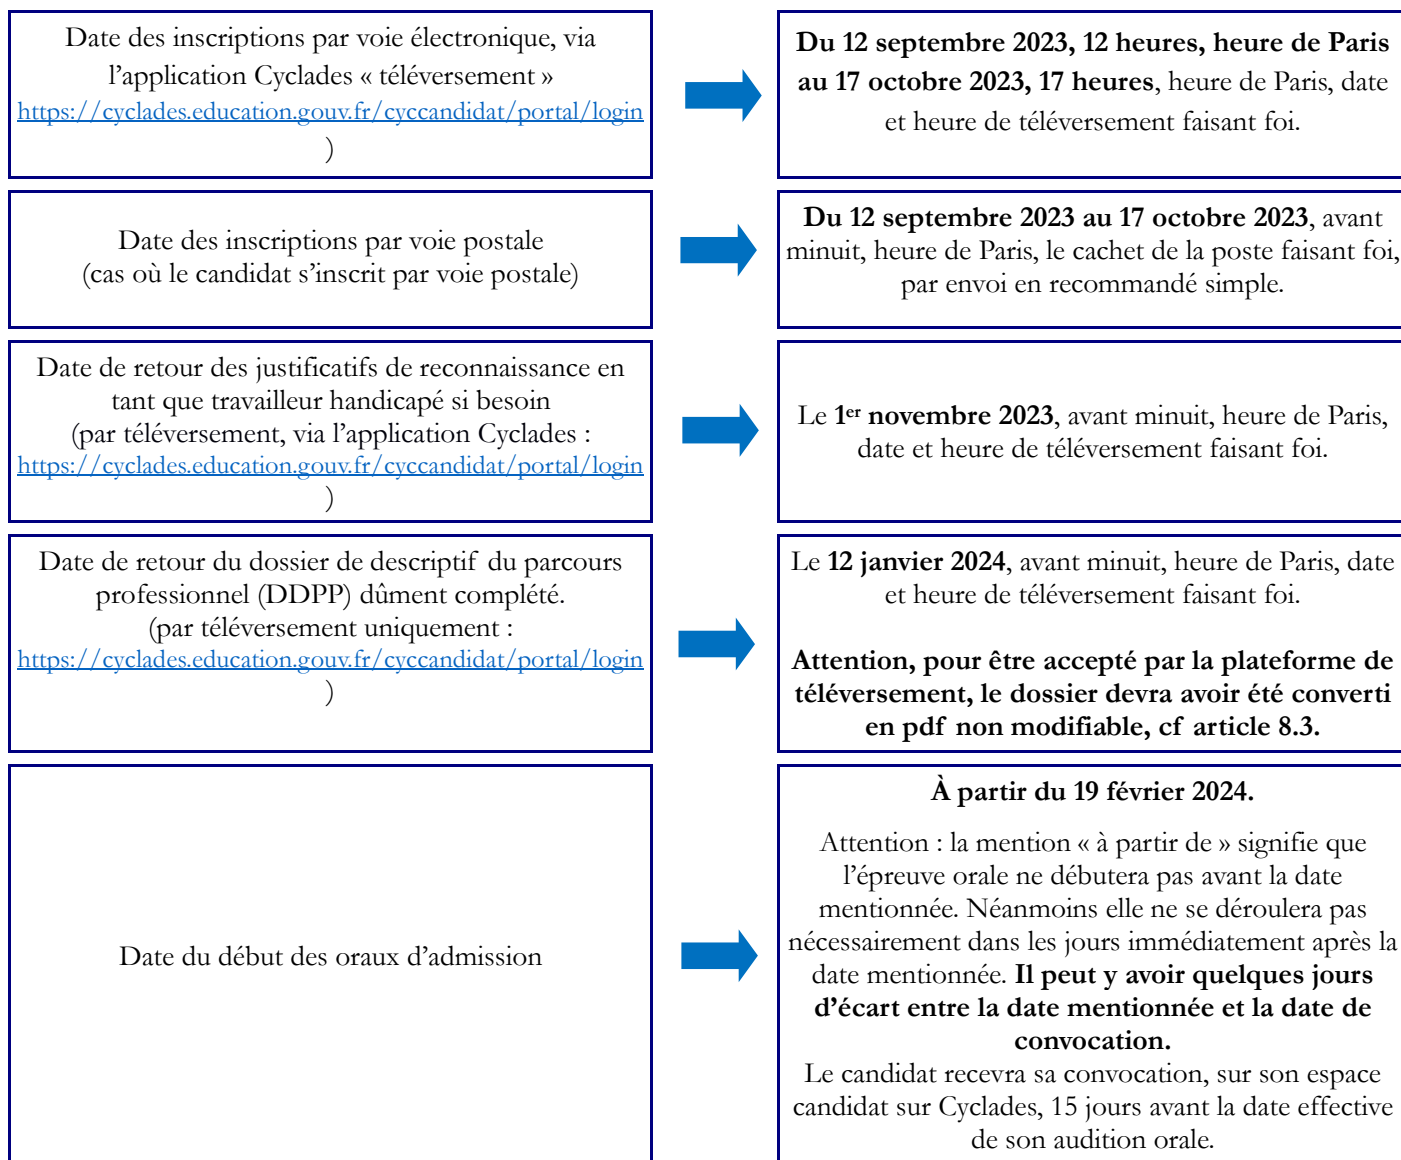 Date des inscriptions par voie électronique, via
l’application Cyclades « téléversement »
https://cyclades.education.gouv.fr/cyccandidat/portal/login
)
Du 12 septembre 2023, 12 heures, heure de Paris
au 17 octobre 2023, 17 heures, heure de Paris, date
et heure de téléversement faisant foi.
Date des inscriptions par voie postale
(cas où le candidat s’inscrit par voie postale)
Du 12 septembre 2023 au 17 octobre 2023, avant
minuit, heure de Paris, le cachet de la poste faisant foi,
par envoi en recommandé simple.
Date de retour des justificatifs de reconnaissance en
tant que travailleur handicapé si besoin
(par téléversement, via l’application Cyclades :
https://cyclades.education.gouv.fr/cyccandidat/portal/login
)
Le 1er novembre 2023, avant minuit, heure de Paris,
date et heure de téléversement faisant foi.
Date de retour du dossier de descriptif du parcours
professionnel (DDPP) dûment complété.
(par téléversement uniquement :
https://cyclades.education.gouv.fr/cyccandidat/portal/login
)
Le 12 janvier 2024, avant minuit, heure de Paris, date
et heure de téléversement faisant foi.
Attention, pour être accepté par la plateforme de
téléversement, le dossier devra avoir été converti
en pdf non modifiable, cf article 8.3.
Date du début des oraux d’admission
À partir du 19 février 2024.
Attention : la mention « à partir de » signifie que
l’épreuve orale ne débutera pas avant la date
mentionnée. Néanmoins elle ne se déroulera pas
nécessairement dans les jours immédiatement après la
date mentionnée. Il peut y avoir quelques jours
d’écart entre la date mentionnée et la date de
convocation.
Le candidat recevra sa convocation, sur son espace
candidat sur Cyclades, 15 jours avant la date effective
de son audition orale.